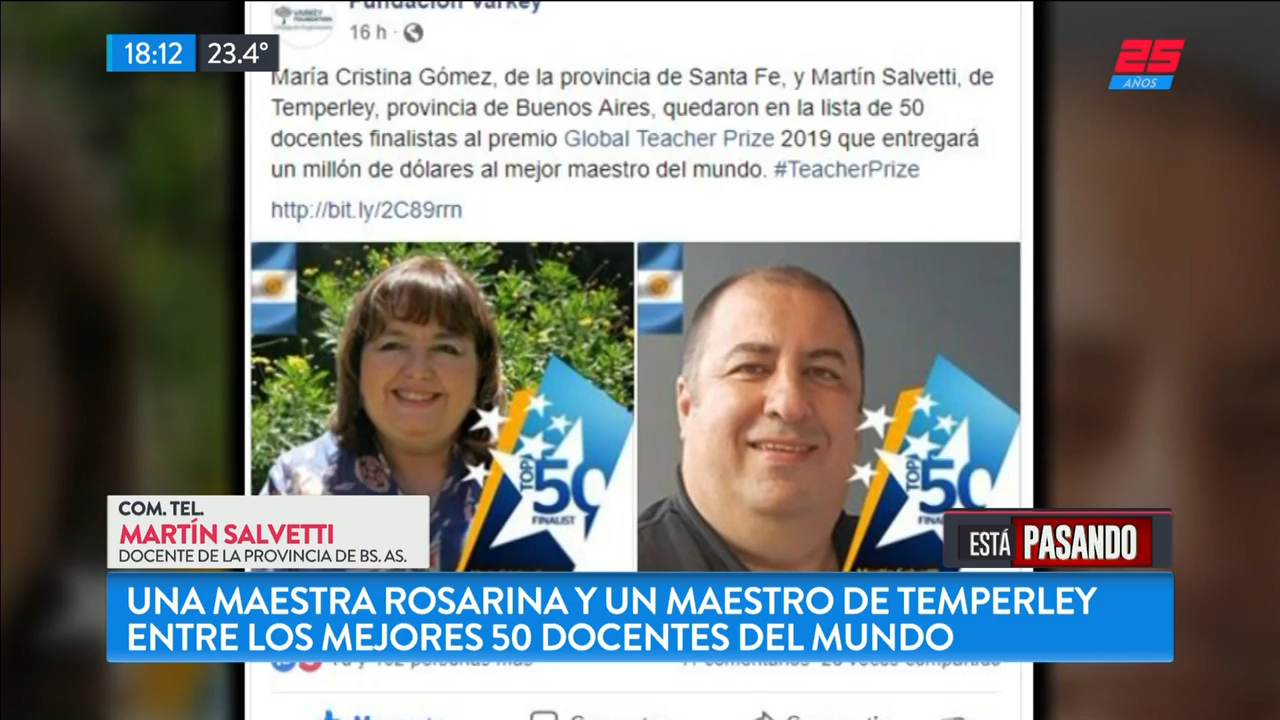 Fundación Varkey
VARKEY
FOUNDATION
16 h ·
18:12
23.4°
25
AÑOS
María Cristina Gómez, de la provincia de Santa Fe, y Martín Salvetti, de
Temperley, provincia de Buenos Aires, quedaron en la lista de 50
docentes finalistas al premio Global Teacher Prize 2019 que entregará
un millón de dólares al mejor maestro del mundo. #TeacherPrize
http://bit.ly/2C89rrn
TOP
50
FINALIST
TOP
50
COM. TEL.
MARTÍN SALVETTI
DOCENTE DE LA PROVINCIA DE BS. AS.
ESTÁ PASANDO
UNA MAESTRA ROSARINA Y UN MAESTRO DE TEMPERLEY
ENTRE LOS MEJORES 50 DOCENTES DEL MUNDO